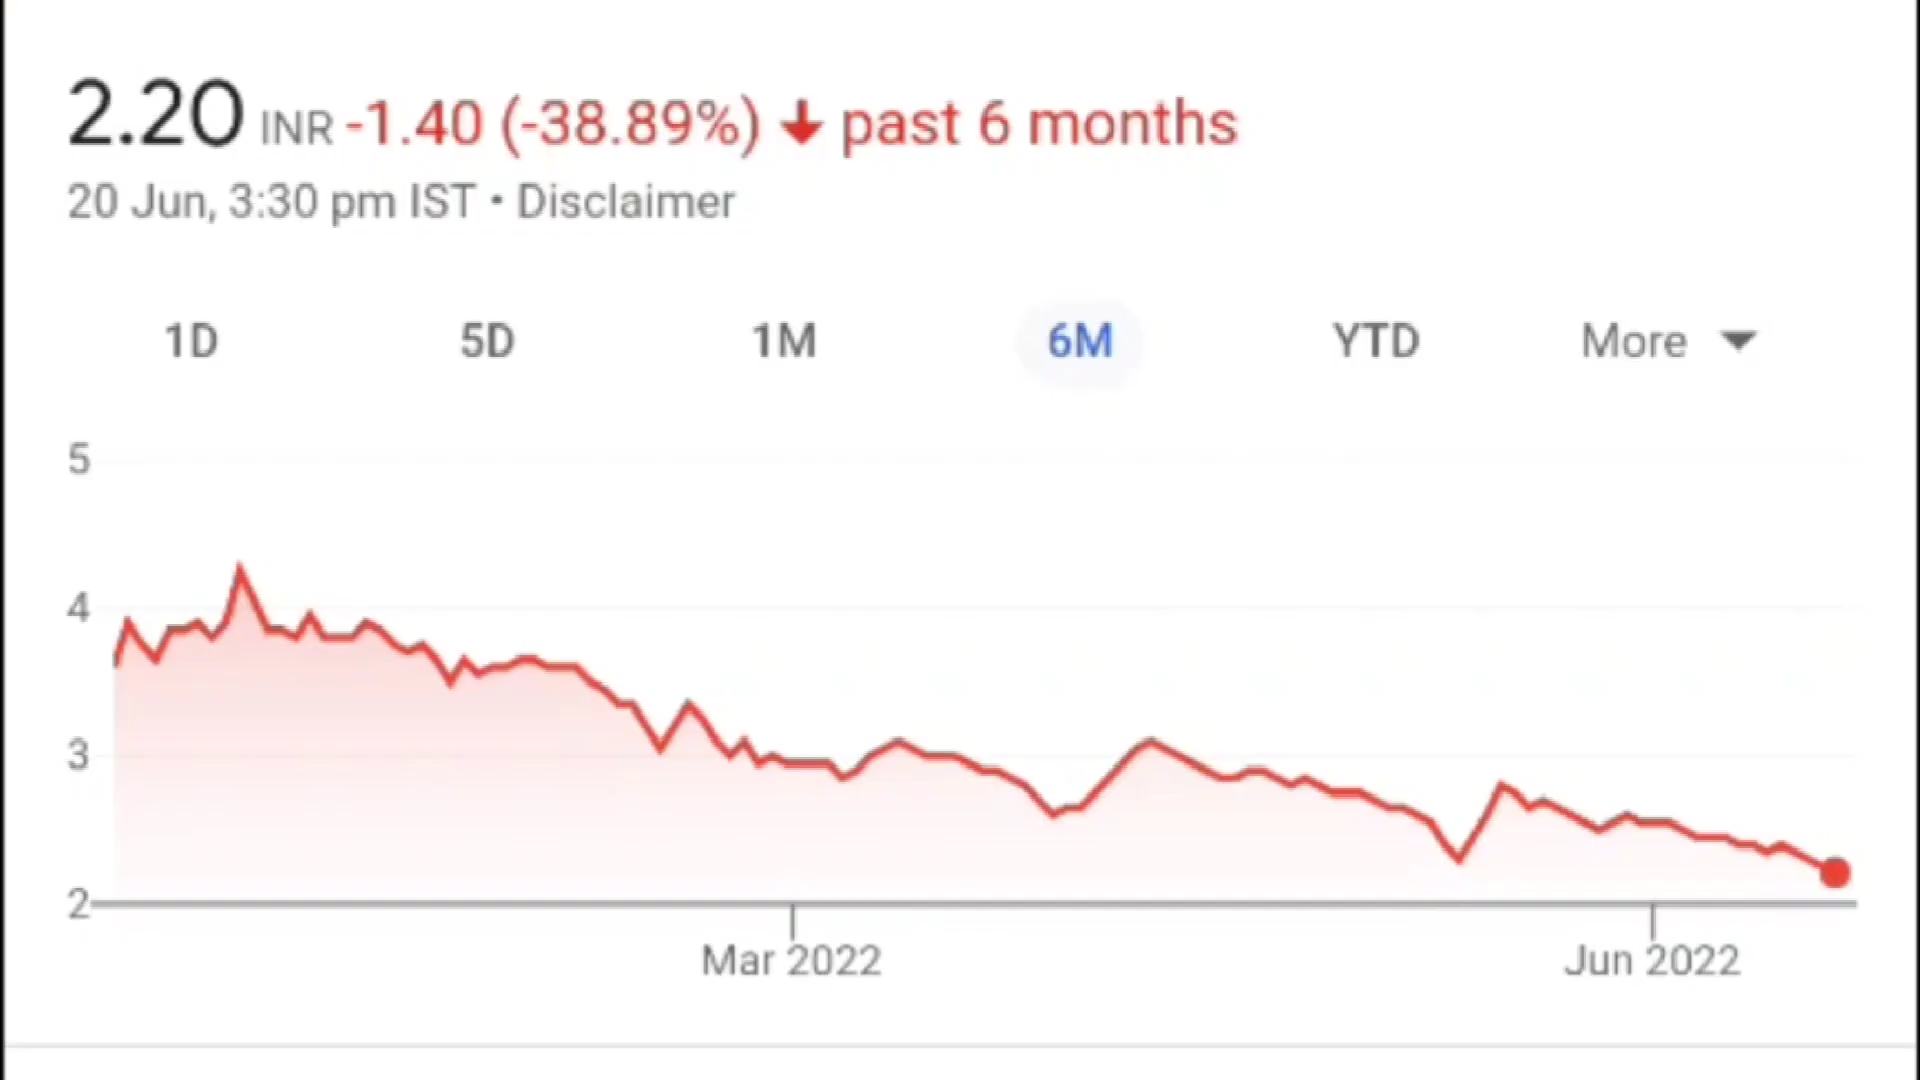 2.20 INR -1.40 (-38.89%) ↓ past 6 months
20 Jun, 3:30 pm IST • Disclaimer
1D 5D 1M 6M YTD More
5
4
3
2
Mar 2022 Jun 2022